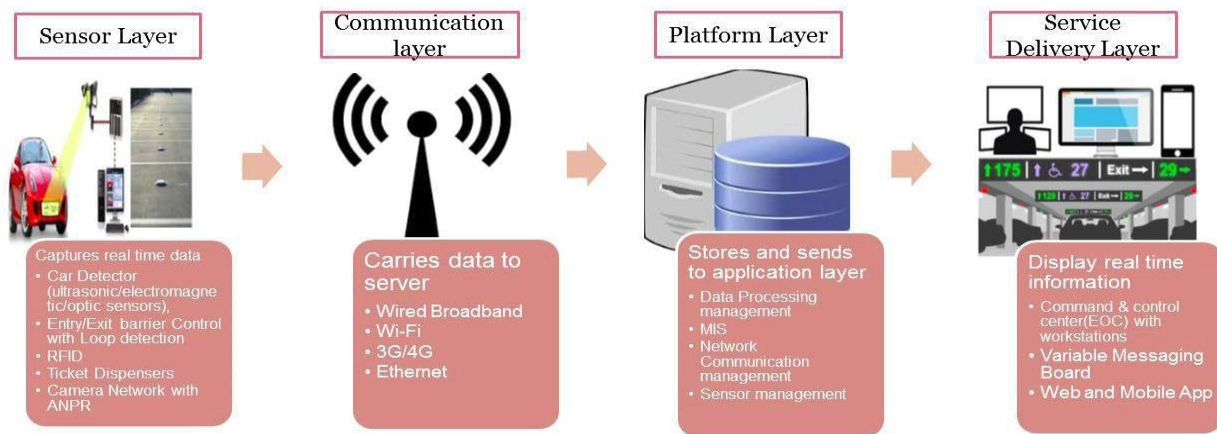 Sensor Layer
Communication
layer
Platform Layer
Service
Delivery Layer
↑175 | ↑♿ 27 | Exit→ | 29→
↑129 | ↑♿ 27 | Exit→ | 29→
Captures real time data
• Car Detector
(ultrasonic/electromagne
tic/optic sensors),
• Entry/Exit barrier Control
with Loop detection
• RFID
• Ticket Dispensers
• Camera Network with
ANPR
Carries data to
server
• Wired Broadband
• Wi-Fi
• 3G/4G
• Ethernet
Stores and sends
to application layer
• Data Processing
management
• MIS
• Network
Communication
management
• Sensor management
Display real time
information
• Command & control
center(EOC) with
workstations
• Variable Messaging
Board
• Web and Mobile App